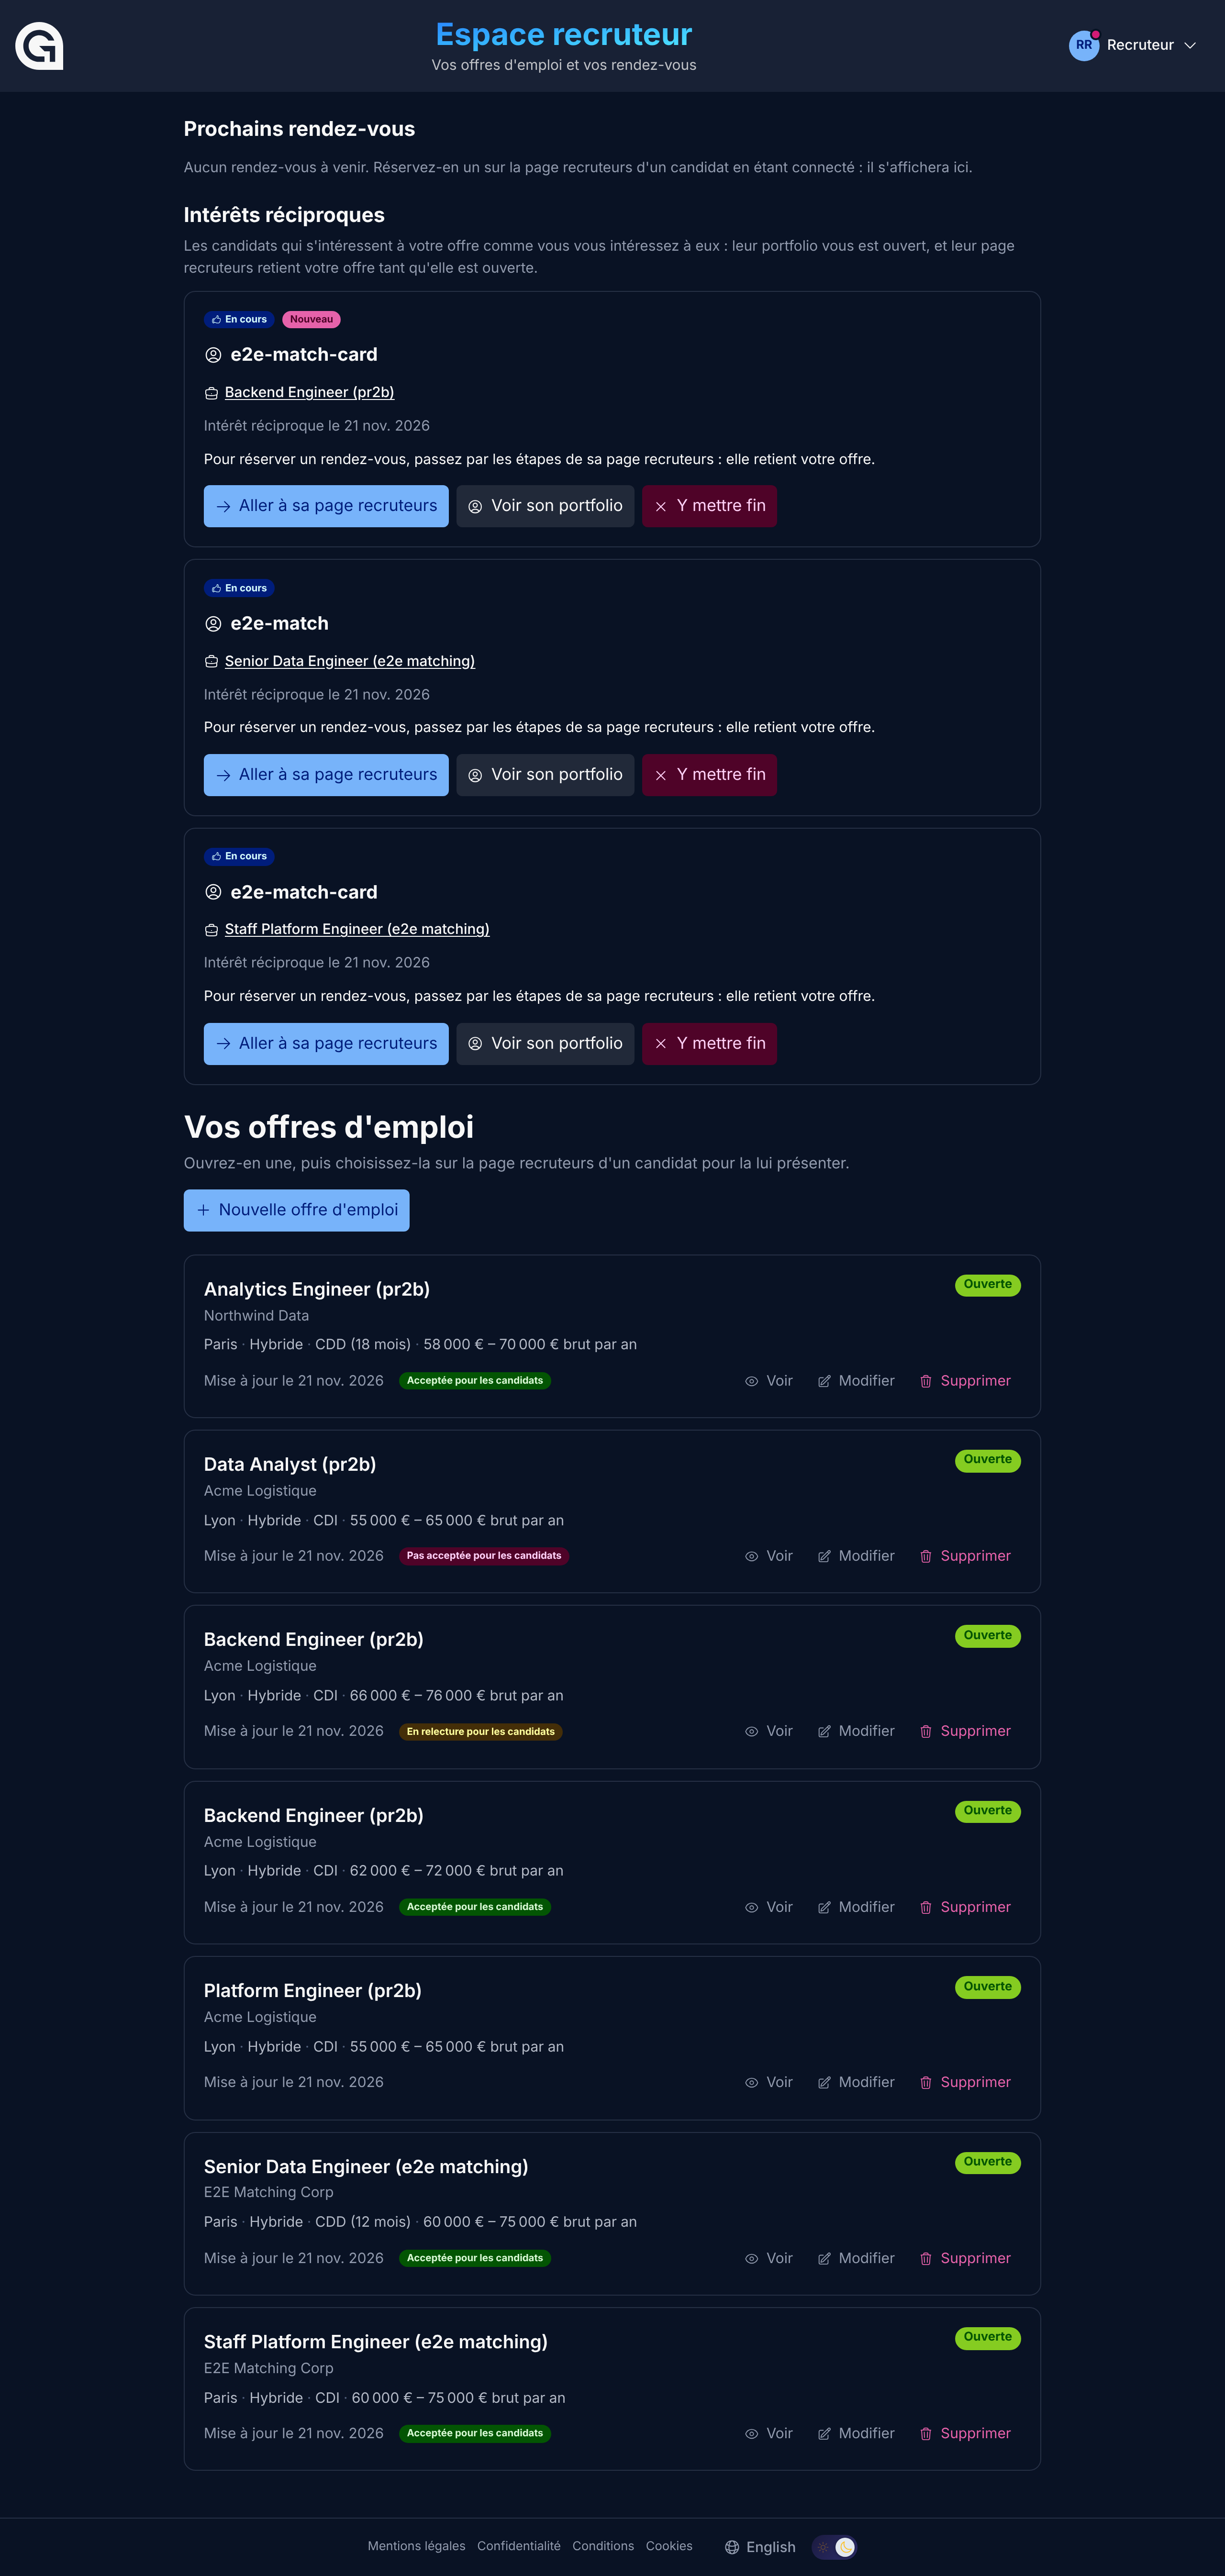 Espace recruteur
Vos offres d'emploi et vos rendez-vous
RR
Recruteur
Prochains rendez-vous
Aucun rendez-vous à venir. Réservez-en un sur la page recruteurs d'un candidat en étant connecté : il s'affichera ici.
Intérêts réciproques
Les candidats qui s'intéressent à votre offre comme vous vous intéressez à eux : leur portfolio vous est ouvert, et leur page
recruteurs retient votre offre tant qu'elle est ouverte.
En cours Nouveau
e2e-match-card
Backend Engineer (pr2b)
Intérêt réciproque le 21 nov. 2026
Pour réserver un rendez-vous, passez par les étapes de sa page recruteurs : elle retient votre offre.
Aller à sa page recruteurs Voir son portfolio Y mettre fin
En cours
e2e-match
Senior Data Engineer (e2e matching)
Intérêt réciproque le 21 nov. 2026
Pour réserver un rendez-vous, passez par les étapes de sa page recruteurs : elle retient votre offre.
Aller à sa page recruteurs Voir son portfolio Y mettre fin
En cours
e2e-match-card
Staff Platform Engineer (e2e matching)
Intérêt réciproque le 21 nov. 2026
Pour réserver un rendez-vous, passez par les étapes de sa page recruteurs : elle retient votre offre.
Aller à sa page recruteurs Voir son portfolio Y mettre fin
Vos offres d'emploi
Ouvrez-en une, puis choisissez-la sur la page recruteurs d'un candidat pour la lui présenter.
Nouvelle offre d'emploi
Analytics Engineer (pr2b) Ouverte
Northwind Data
Paris · Hybride · CDD (18 mois) · 58 000 € – 70 000 € brut par an
Mise à jour le 21 nov. 2026 Acceptée pour les candidats Voir Modifier Supprimer
Data Analyst (pr2b) Ouverte
Acme Logistique
Lyon · Hybride · CDI · 55 000 € – 65 000 € brut par an
Mise à jour le 21 nov. 2026 Pas acceptée pour les candidats Voir Modifier Supprimer
Backend Engineer (pr2b) Ouverte
Acme Logistique
Lyon · Hybride · CDI · 66 000 € – 76 000 € brut par an
Mise à jour le 21 nov. 2026 En relecture pour les candidats Voir Modifier Supprimer
Backend Engineer (pr2b) Ouverte
Acme Logistique
Lyon · Hybride · CDI · 62 000 € – 72 000 € brut par an
Mise à jour le 21 nov. 2026 Acceptée pour les candidats Voir Modifier Supprimer
Platform Engineer (pr2b) Ouverte
Acme Logistique
Lyon · Hybride · CDI · 55 000 € – 65 000 € brut par an
Mise à jour le 21 nov. 2026 Voir Modifier Supprimer
Senior Data Engineer (e2e matching) Ouverte
E2E Matching Corp
Paris · Hybride · CDD (12 mois) · 60 000 € – 75 000 € brut par an
Mise à jour le 21 nov. 2026 Acceptée pour les candidats Voir Modifier Supprimer
Staff Platform Engineer (e2e matching) Ouverte
E2E Matching Corp
Paris · Hybride · CDI · 60 000 € – 75 000 € brut par an
Mise à jour le 21 nov. 2026 Acceptée pour les candidats Voir Modifier Supprimer
Mentions légales Confidentialité Conditions Cookies English